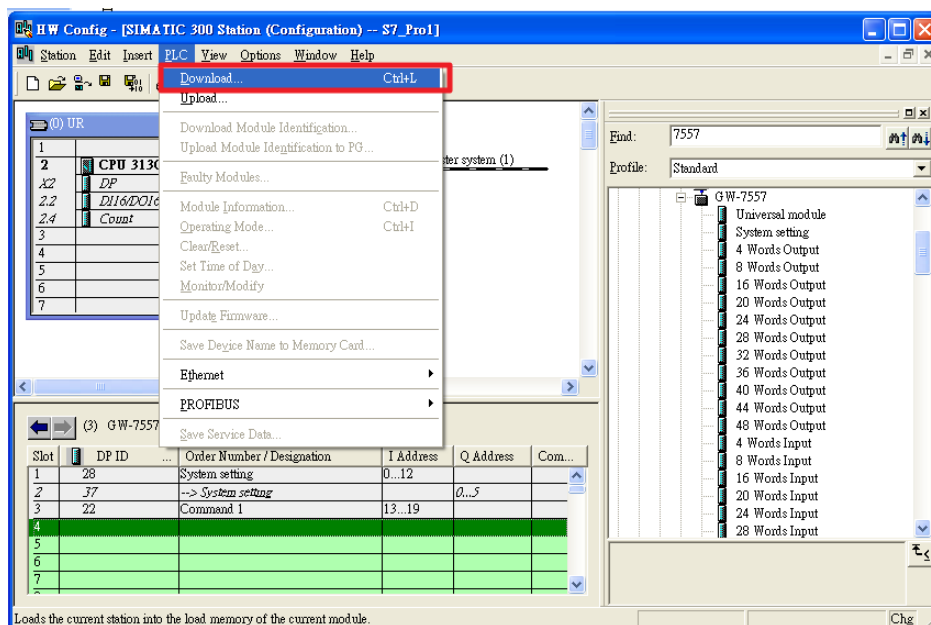 HW Config - [SIMATIC 300 Station (Configuration) -- S7_Pro1]
Station Edit Insert PLC View Options Window Help
Download... Ctrl+L
Upload...
Download Module Identification...
Upload Module Identification to PG...
Faulty Modules...
Module Information... Ctrl+D
Operating Mode... Ctrl+I
Clear/Reset...
Set Time of Day...
Monitor/Modify
Update Firmware...
Save Device Name to Memory Card...
Ethernet
PROFIBUS
Save Service Data...
(0) UR
1
2 CPU 313C
X2 DP
2.2 DI16/DO16
2.4 Count
3
4
5
6
7
ster system (1)
Find: 7557
Profile: Standard
GW-7557
Universal module
System setting
4 Words Output
8 Words Output
16 Words Output
20 Words Output
24 Words Output
28 Words Output
32 Words Output
36 Words Output
40 Words Output
44 Words Output
48 Words Output
4 Words Input
8 Words Input
16 Words Input
20 Words Input
24 Words Input
28 Words Input
(3) GW-7557
Slot DP ID ... Order Number / Designation I Address Q Address Com...
1 28 System setting 0...12
2 37 --> System setting 0...5
3 22 Command 1 13...19
4
5
6
7
Loads the current station into the load memory of the current module.
Chg